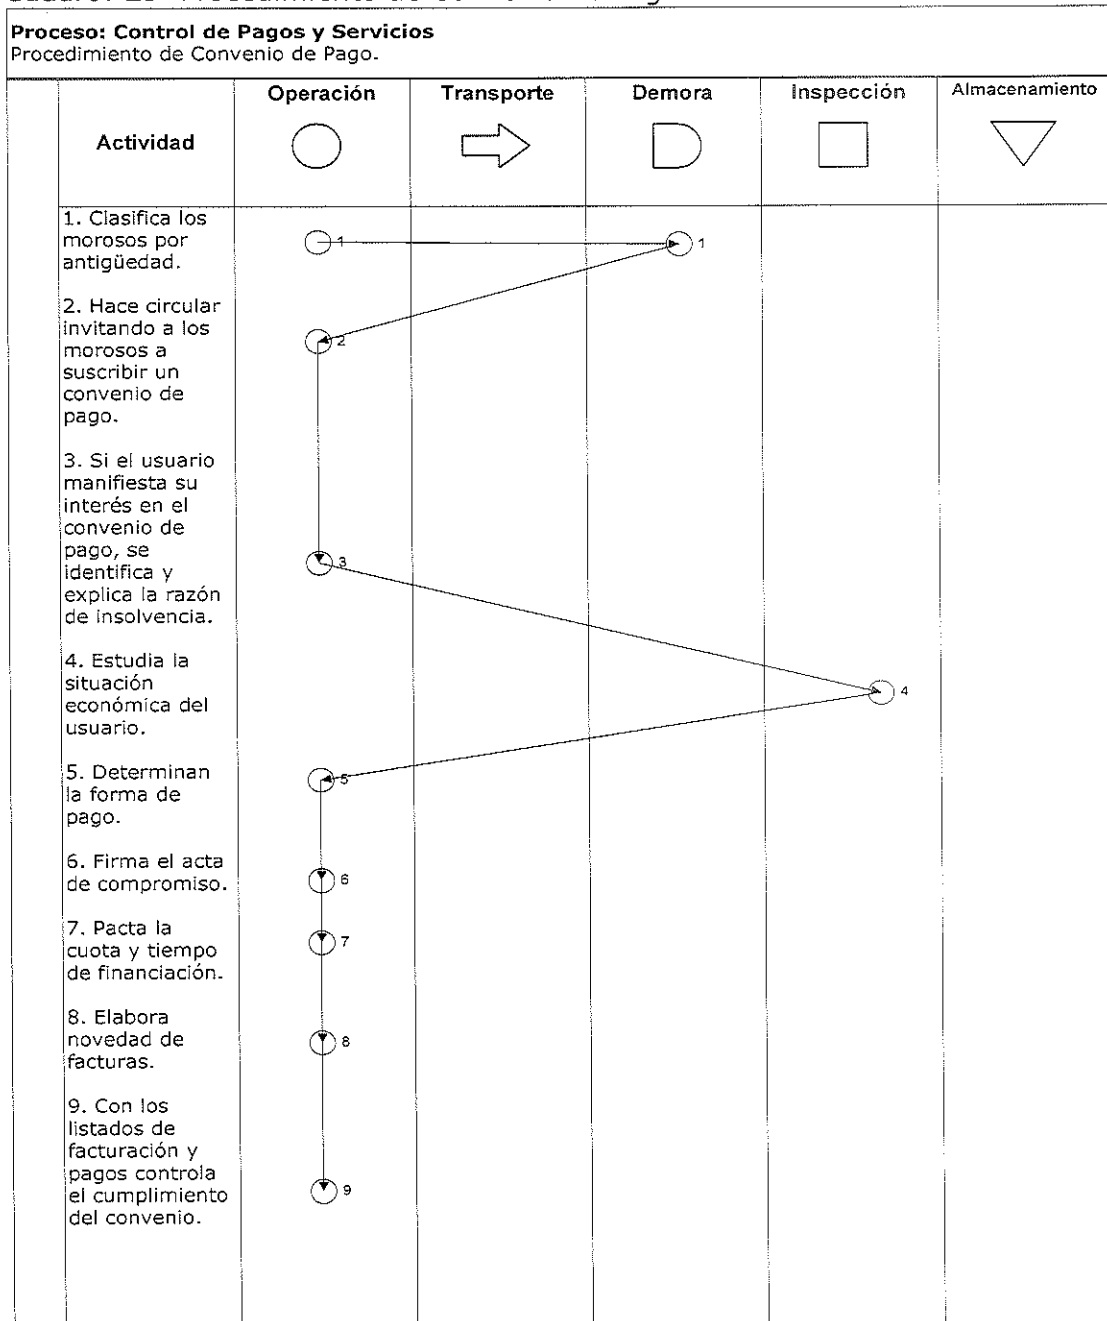 Proceso: Control de Pagos y Servicios
Procedimiento de Convenio de Pago.
Actividad
Operación
Transporte
Demora
Inspección
Almacenamiento
1. Clasifica los
morosos por
antigüedad.
1
1
2. Hace circular
invitando a los
morosos a
suscribir un
convenio de
pago.
2
3. Si el usuario
manifiesta su
interés en el
convenio de
pago, se
identifica y
explica la razón
de insolvencia.
3
4. Estudia la
situación
económica del
usuario.
4
5. Determinan
la forma de
pago.
5
6. Firma el acta
de compromiso.
6
7. Pacta la
cuota y tiempo
de financiación.
7
8. Elabora
novedad de
facturas.
8
9. Con los
listados de
facturación y
pagos controla
el cumplimiento
del convenio.
9